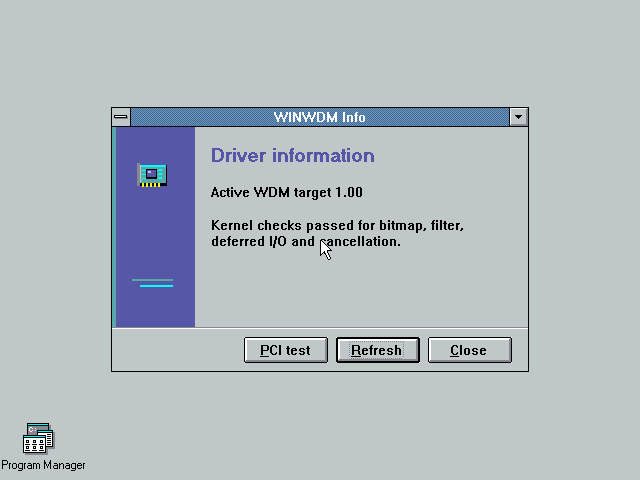 WINWDM Info
Driver information
Active WDM target 1.00
Kernel checks passed for bitmap, filter,
deferred I/O and cancellation.
PCI test
Refresh
Close
Program Manager